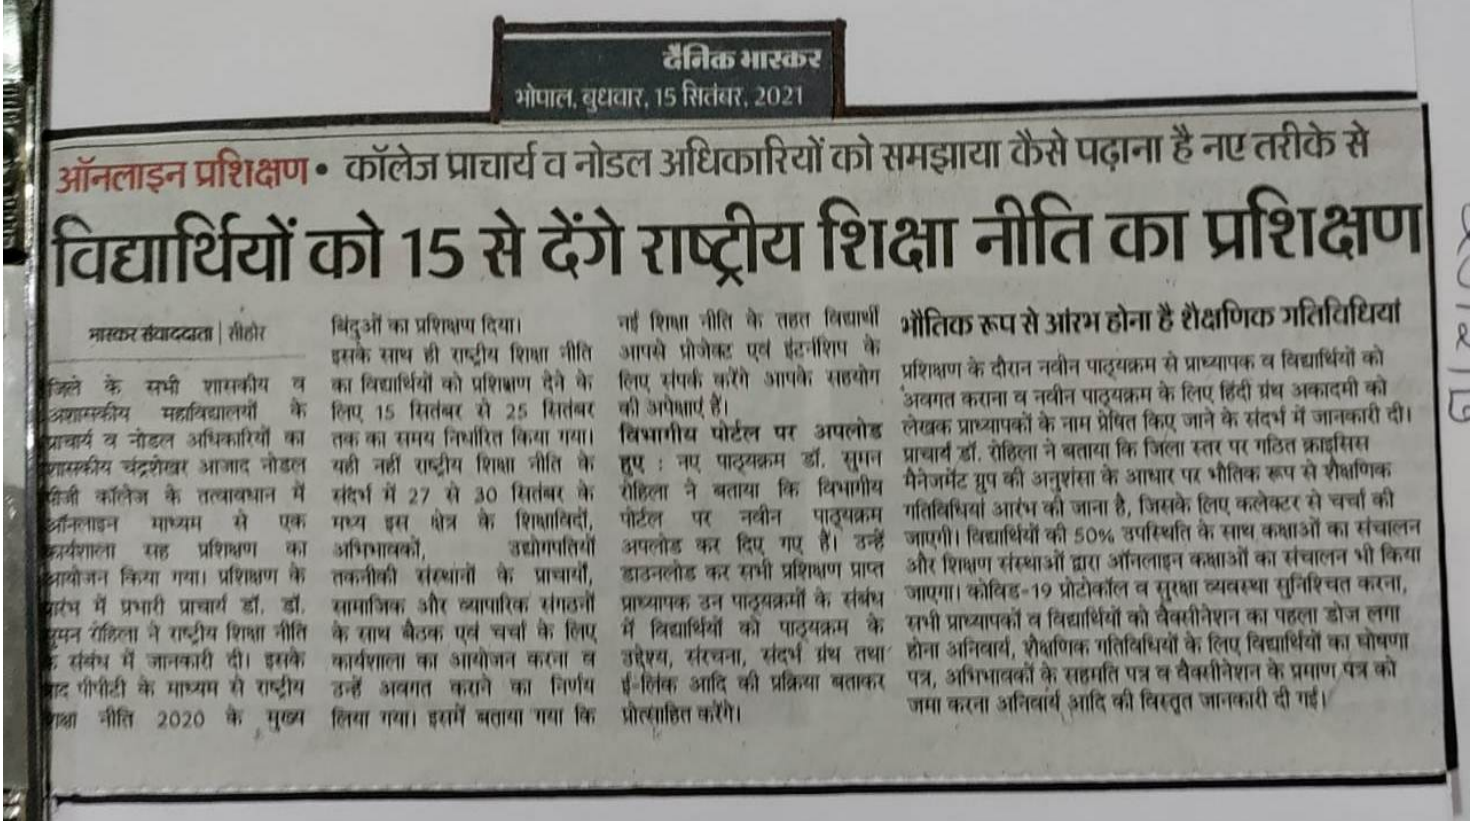 दैनिक भास्कर
भोपाल, बुधवार, 15 सितंबर, 2021
ऑनलाइन प्रशिक्षण • कॉलेज प्राचार्य व नोडल अधिकारियों को समझाया कैसे पढ़ाना है नए तरीके से
विद्यार्थियों को 15 से देंगे राष्ट्रीय शिक्षा नीति का प्रशिक्षण
भास्कर संवाददाता | सीहोर
जिले के सभी शासकीय व
अशासकीय महाविद्यालयों के
प्राचार्य व नोडल अधिकारियों का
शासकीय चंद्रशेखर आजाद नोडल
पीजी कॉलेज के तत्वावधान में
ऑनलाइन माध्यम से एक
कार्यशाला सह प्रशिक्षण का
आयोजन किया गया। प्रशिक्षण के
प्रारंभ में प्रभारी प्राचार्य डॉ. डॉ.
सुमन रोहिला ने राष्ट्रीय शिक्षा नीति
के संबंध में जानकारी दी। इसके
बाद पीपीटी के माध्यम से राष्ट्रीय
शिक्षा नीति 2020 के मुख्य
बिंदुओं का प्रशिक्षण दिया।
इसके साथ ही राष्ट्रीय शिक्षा नीति
का विद्यार्थियों को प्रशिक्षण देने के
लिए 15 सितंबर से 25 सितंबर
तक का समय निर्धारित किया गया।
यही नहीं राष्ट्रीय शिक्षा नीति के
संदर्भ में 27 से 30 सितंबर के
मध्य इस क्षेत्र के शिक्षाविदों,
अभिभावकों, उद्योगपतियों
तकनीकी संस्थानों के प्राचार्यों,
सामाजिक और व्यापारिक संगठनों
के साथ बैठक एवं चर्चा के लिए
कार्यशाला का आयोजन करना व
उन्हें अवगत कराने का निर्णय
लिया गया। इसमें बताया गया कि
नई शिक्षा नीति के तहत विद्यार्थी
आपसे प्रोजेक्ट एवं इंटर्नशिप के
लिए संपर्क करेंगे आपके सहयोग
की अपेक्षाएं हैं।
विभागीय पोर्टल पर अपलोड
हुए : नए पाठ्यक्रम डॉ. सुमन
रोहिला ने बताया कि विभागीय
पोर्टल पर नवीन पाठ्यक्रम
अपलोड कर दिए गए हैं। उन्हें
डाउनलोड कर सभी प्रशिक्षण प्राप्त
प्राध्यापक उन पाठ्यक्रमों के संबंध
में विद्यार्थियों को पाठ्यक्रम के
उद्देश्य, संरचना, संदर्भ ग्रंथ तथा
ई-लिंक आदि की प्रक्रिया बताकर
प्रोत्साहित करेंगे।
भौतिक रूप से आंरभ होना है शैक्षणिक गतिविधियां
प्रशिक्षण के दौरान नवीन पाठ्यक्रम से प्राध्यापक व विद्यार्थियों को
अवगत कराना व नवीन पाठ्यक्रम के लिए हिंदी ग्रंथ अकादमी को
लेखक प्राध्यापकों के नाम प्रेषित किए जाने के संदर्भ में जानकारी दी।
प्राचार्य डॉ. रोहिला ने बताया कि जिला स्तर पर गठित क्राइसिस
मैनेजमेंट ग्रुप की अनुशंसा के आधार पर भौतिक रूप से शैक्षणिक
गतिविधियां आरंभ की जाना है, जिसके लिए कलेक्टर से चर्चा की
जाएगी। विद्यार्थियों की 50% उपस्थिति के साथ कक्षाओं का संचालन
और शिक्षण संस्थाओं द्वारा ऑनलाइन कक्षाओं का संचालन भी किया
जाएगा। कोविड-19 प्रोटोकॉल व सुरक्षा व्यवस्था सुनिश्चित करना,
सभी प्राध्यापकों व विद्यार्थियों को वैक्सीनेशन का पहला डोज लगा
होना अनिवार्य, शैक्षणिक गतिविधियों के लिए विद्यार्थियों का घोषणा
पत्र, अभिभावकों के सहमति पत्र व वैक्सीनेशन के प्रमाण पत्र को
जमा करना अनिवार्य आदि की विस्तृत जानकारी दी गई।